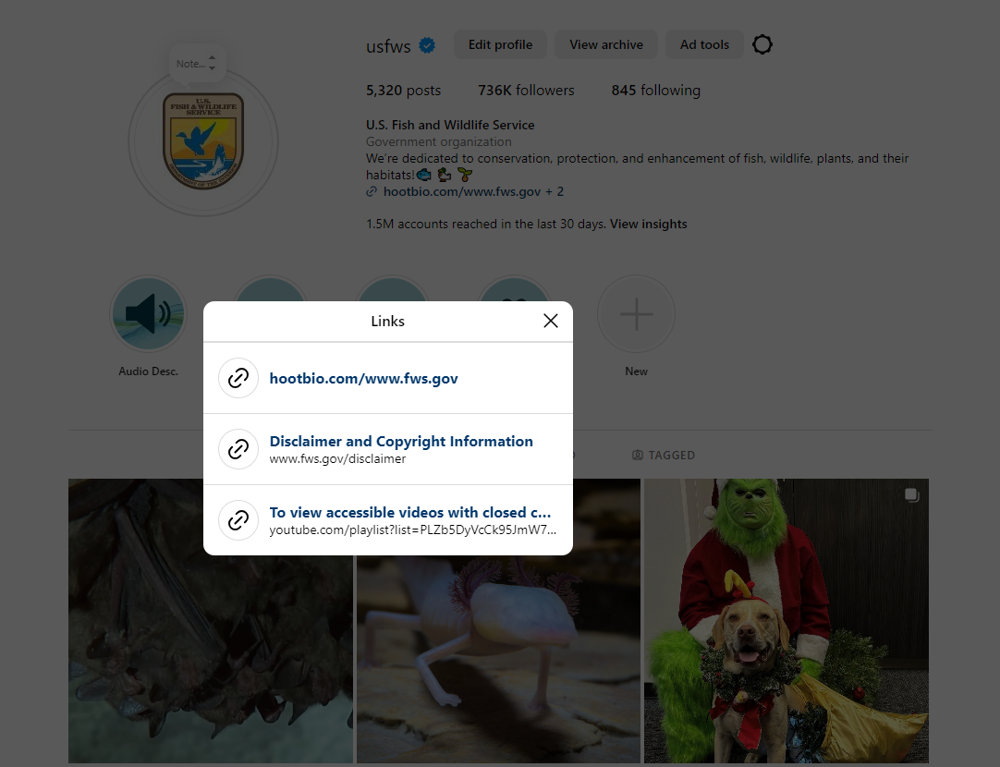 usfws
Edit profile
View archive
Ad tools
Note...
5,320 posts
736K followers
845 following
U.S.
FISH & WILDLIFE
SERVICE
DEPARTMENT OF THE INTERIOR
U.S. Fish and Wildlife Service
Government organization
We're dedicated to conservation, protection, and enhancement of fish, wildlife, plants, and their
habitats!🐟 🦆 🌱
hootbio.com/www.fws.gov + 2
1.5M accounts reached in the last 30 days. View insights
Audio Desc.
New
Links
hootbio.com/www.fws.gov
Disclaimer and Copyright Information
www.fws.gov/disclaimer
To view accessible videos with closed c...
youtube.com/playlist?list=PLZb5DyVcCk95JmW7...
TAGGED